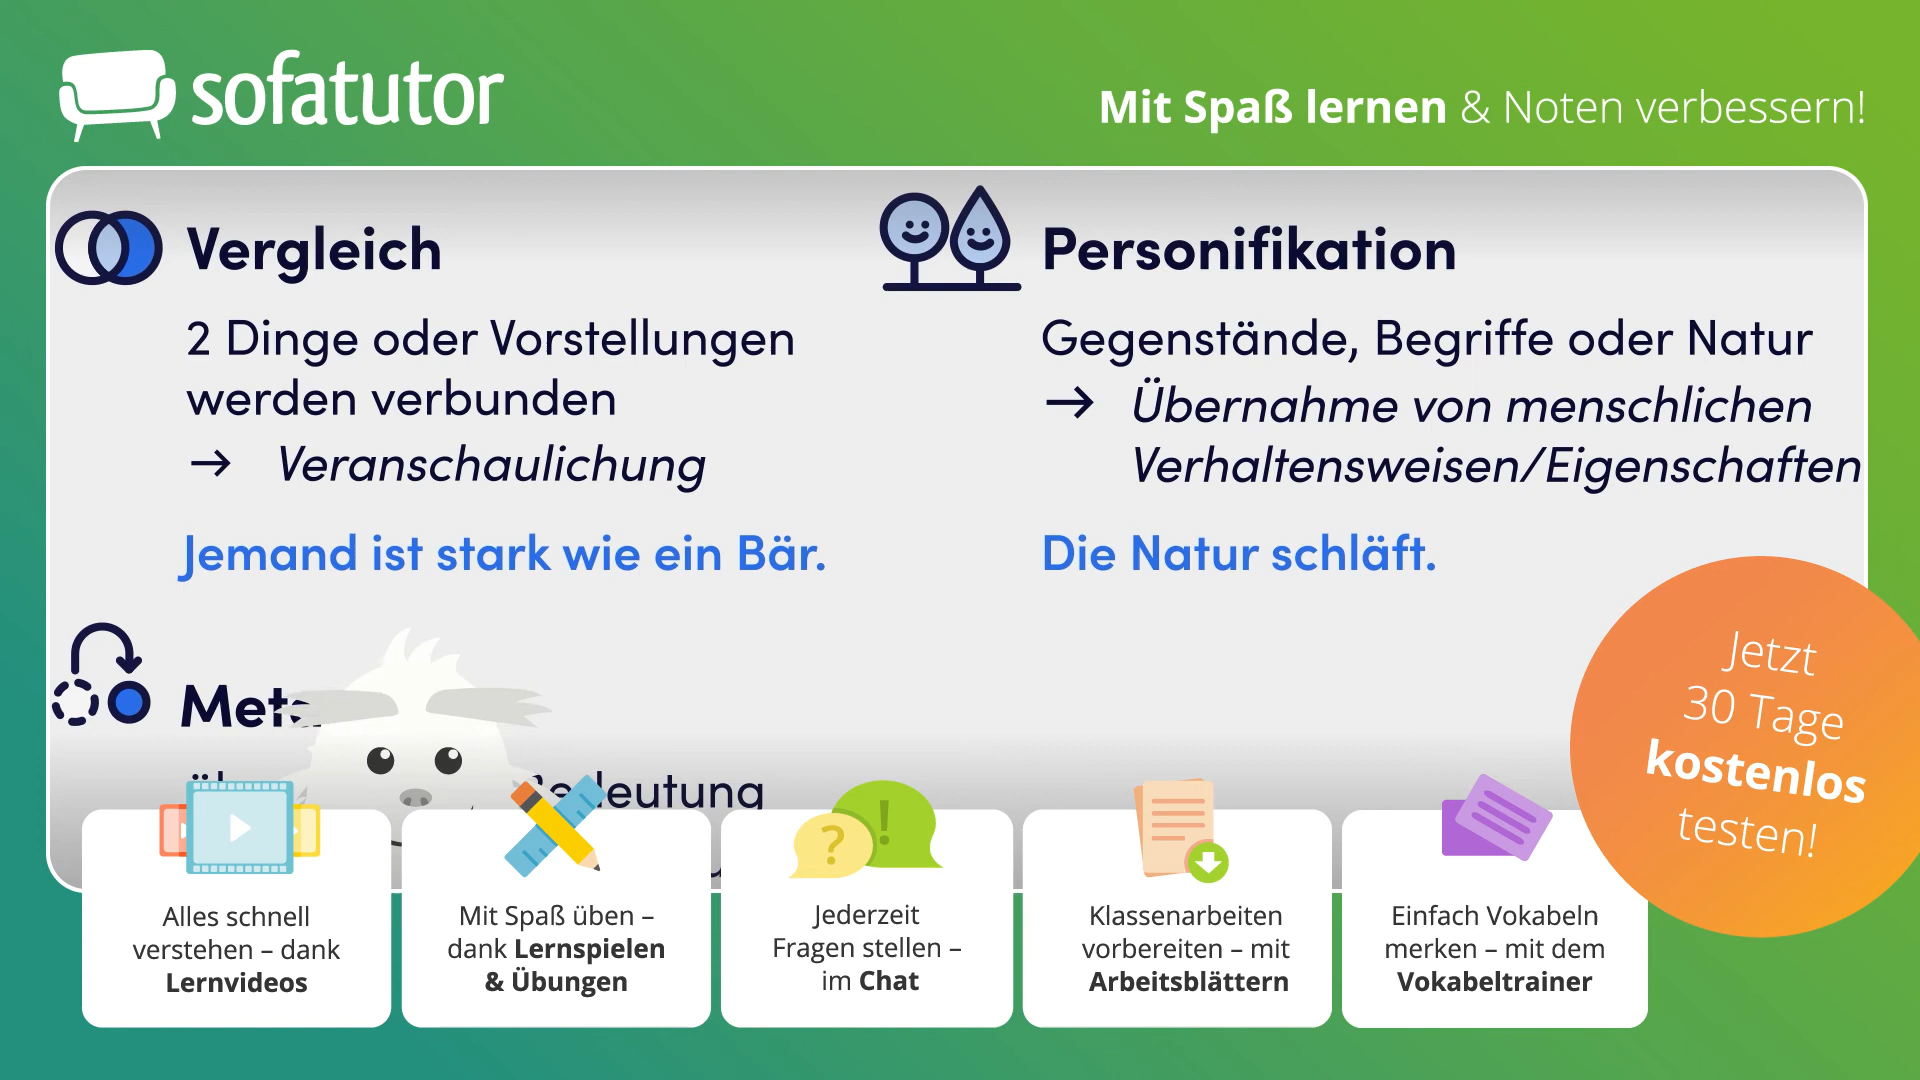 sofatutor
Mit Spaß lernen & Noten verbessern!
Vergleich
2 Dinge oder Vorstellungen
werden verbunden
→ Veranschaulichung
Jemand ist stark wie ein Bär.
Personifikation
Gegenstände, Begriffe oder Natur
→ Übernahme von menschlichen
Verhaltensweisen/Eigenschaften
Die Natur schläft.
Jetzt
30 Tage
kostenlos
testen!
? !
Alles schnell
verstehen – dank
Lernvideos
Mit Spaß üben –
dank Lernspielen
& Übungen
Jederzeit
Fragen stellen –
im Chat
Klassenarbeiten
vorbereiten – mit
Arbeitsblättern
Einfach Vokabeln
merken – mit dem
Vokabeltrainer